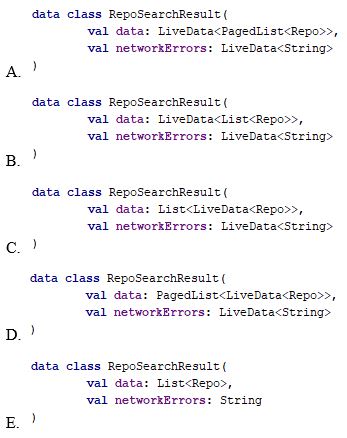 data class RepoSearchResult(
val data: LiveData<PagedList<Repo>>,
val networkErrors: LiveData<String>
A. )
data class RepoSearchResult(
val data: LiveData<List<Repo>>,
val networkErrors: LiveData<String>
B. )
data class RepoSearchResult(
val data: List<LiveData<Repo>>,
val networkErrors: LiveData<String>
C. )
data class RepoSearchResult(
val data: PagedList<LiveData<Repo>>,
val networkErrors: LiveData<String>
D. )
data class RepoSearchResult(
val data: List<Repo>,
val networkErrors: String
E. )